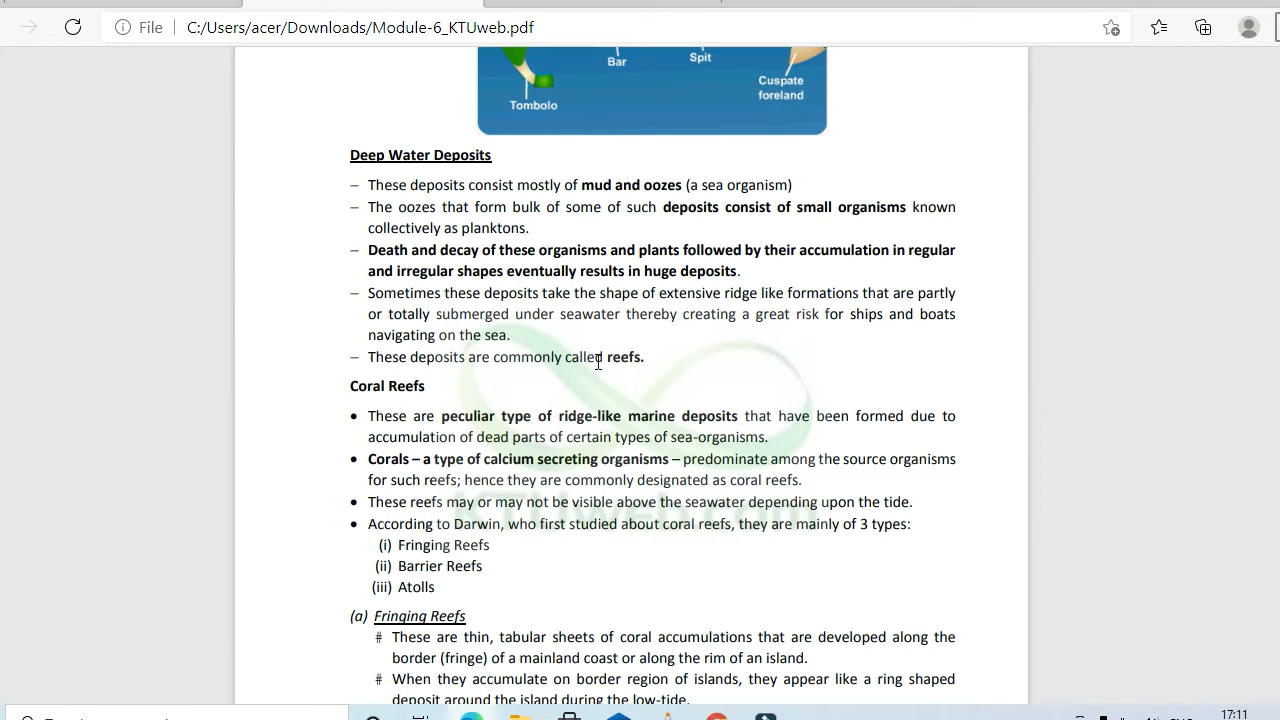 File C:/Users/acer/Downloads/Module-6_KTUweb.pdf
Bar
Spit
Cuspate
foreland
Tombolo
Deep Water Deposits
– These deposits consist mostly of mud and oozes (a sea organism)
– The oozes that form bulk of some of such deposits consist of small organisms known
collectively as planktons.
– Death and decay of these organisms and plants followed by their accumulation in regular
and irregular shapes eventually results in huge deposits.
– Sometimes these deposits take the shape of extensive ridge like formations that are partly
or totally submerged under seawater thereby creating a great risk for ships and boats
navigating on the sea.
– These deposits are commonly called reefs.
Coral Reefs
• These are peculiar type of ridge-like marine deposits that have been formed due to
accumulation of dead parts of certain types of sea-organisms.
• Corals – a type of calcium secreting organisms – predominate among the source organisms
for such reefs; hence they are commonly designated as coral reefs.
• These reefs may or may not be visible above the seawater depending upon the tide.
KTUweb.com
• According to Darwin, who first studied about coral reefs, they are mainly of 3 types:
(i) Fringing Reefs
(ii) Barrier Reefs
(iii) Atolls
(a) Fringing Reefs
# These are thin, tabular sheets of coral accumulations that are developed along the
border (fringe) of a mainland coast or along the rim of an island.
# When they accumulate on border region of islands, they appear like a ring shaped
deposit around the island during the low-tide.
17:11